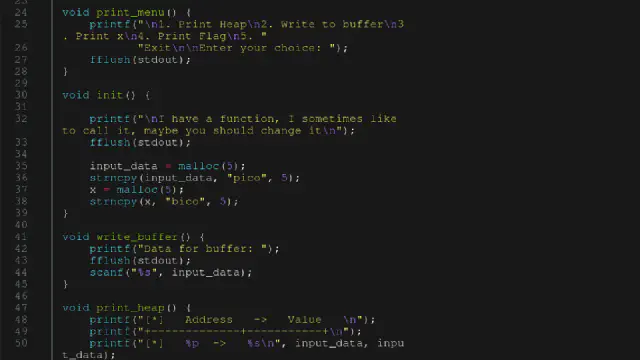 23
24 void print_menu() {
25 printf("\n1. Print Heap\n2. Write to buffer\n3
. Print x\n4. Print Flag\n5. "
26 "Exit\n\nEnter your choice: ");
27 fflush(stdout);
28 }
29
30 void init() {
31
32 printf("\nI have a function, I sometimes like
to call it, maybe you should change it\n");
33 fflush(stdout);
34
35 input_data = malloc(5);
36 strncpy(input_data, "pico", 5);
37 x = malloc(5);
38 strncpy(x, "bico", 5);
39 }
40
41 void write_buffer() {
42 printf("Data for buffer: ");
43 fflush(stdout);
44 scanf("%s", input_data);
45 }
46
47 void print_heap() {
48 printf("[*]   Address   ->   Value   \n");
49 printf("+-------------+-----------+\n");
50 printf("[*]   %p  ->   %s\n", input_data, inpu
t_data);